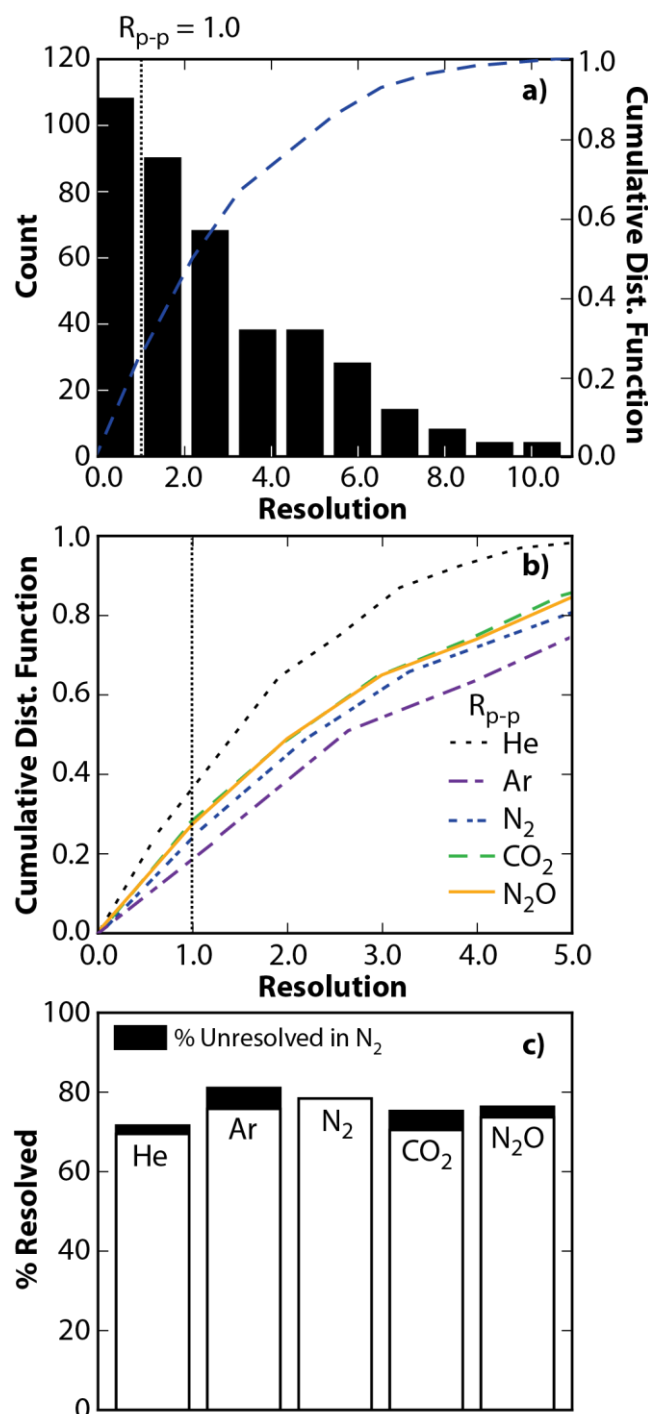 R_p-p = 1.0
a)
120
100
80
60
40
20
0
Count
1.0
0.8
0.6
0.4
0.2
0.0
Cumulative Dist. Function
0.0 2.0 4.0 6.0 8.0 10.0
Resolution
b)
1.0
0.8
0.6
0.4
0.2
0.0
Cumulative Dist. Function
R_p-p
He
Ar
N₂
CO₂
N₂O
0.0 1.0 2.0 3.0 4.0 5.0
Resolution
100
80
60
40
20
0
% Resolved
% Unresolved in N₂
c)
He Ar N₂ CO₂ N₂O